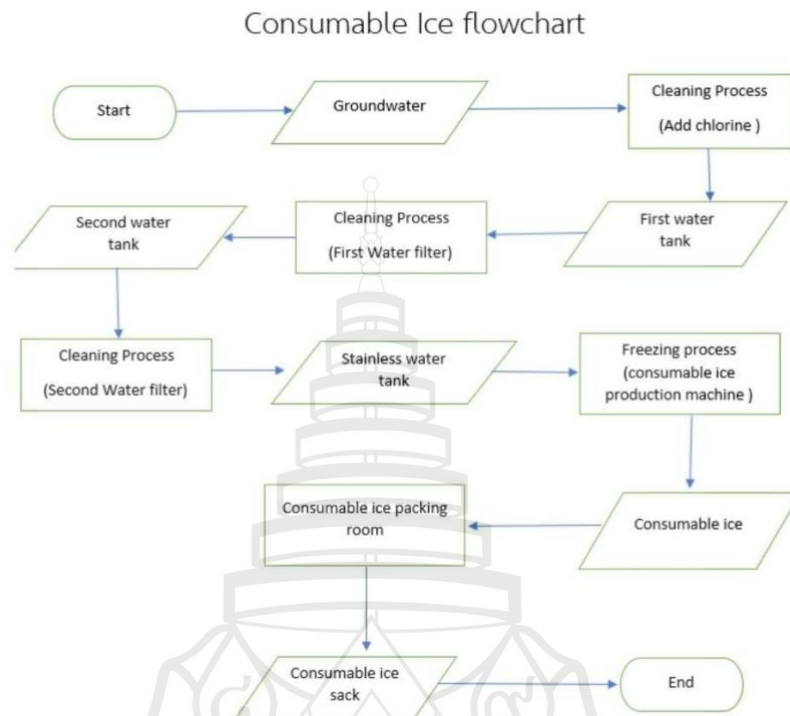 Consumable Ice flowchart
Start
Groundwater
Cleaning Process
(Add chlorine )
First water
tank
Cleaning Process
(First Water filter)
Second water
tank
Cleaning Process
(Second Water filter)
Stainless water
tank
Freezing process
(consumable ice
production machine )
Consumable ice
Consumable ice packing
room
Consumable ice
sack
End